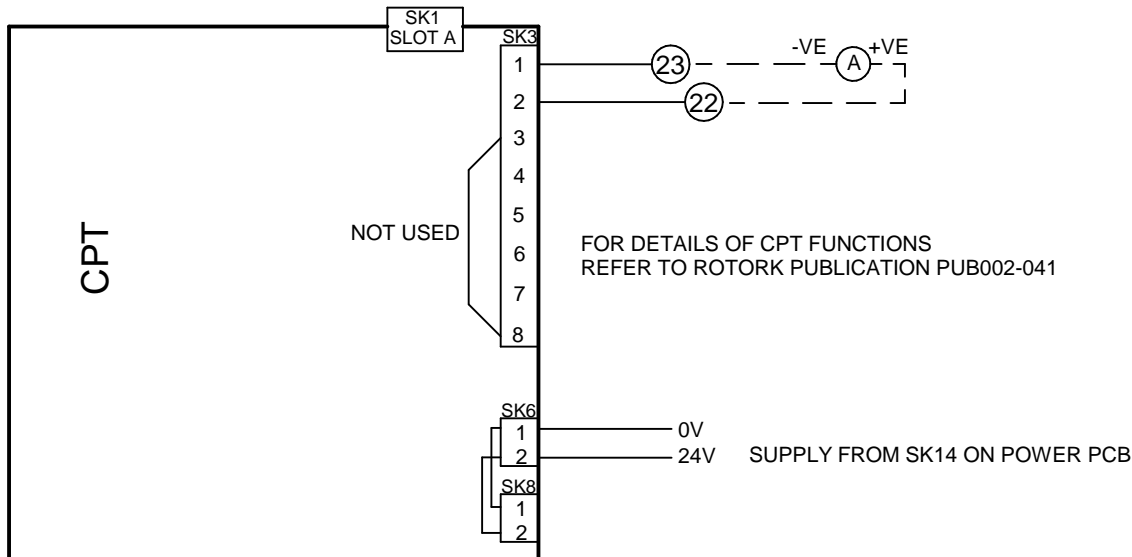 SK1
SLOT A
SK3
1
2
3
4
5
6
7
8
23
-VE
A
+VE
22
CPT
NOT USED
FOR DETAILS OF CPT FUNCTIONS
REFER TO ROTORK PUBLICATION PUB002-041
SK6
1
2
0V
24V
SUPPLY FROM SK14 ON POWER PCB
SK8
1
2